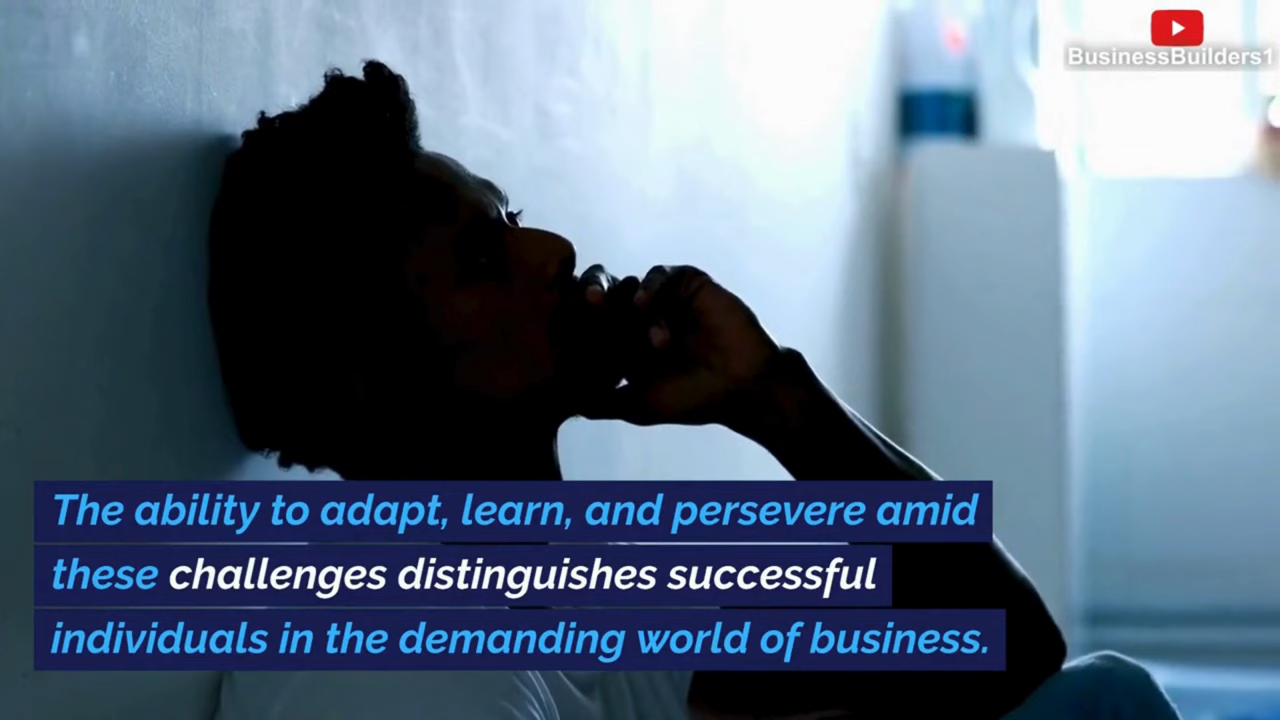 BusinessBuilders1
The ability to adapt, learn, and persevere amid
these challenges distinguishes successful
individuals in the demanding world of business.